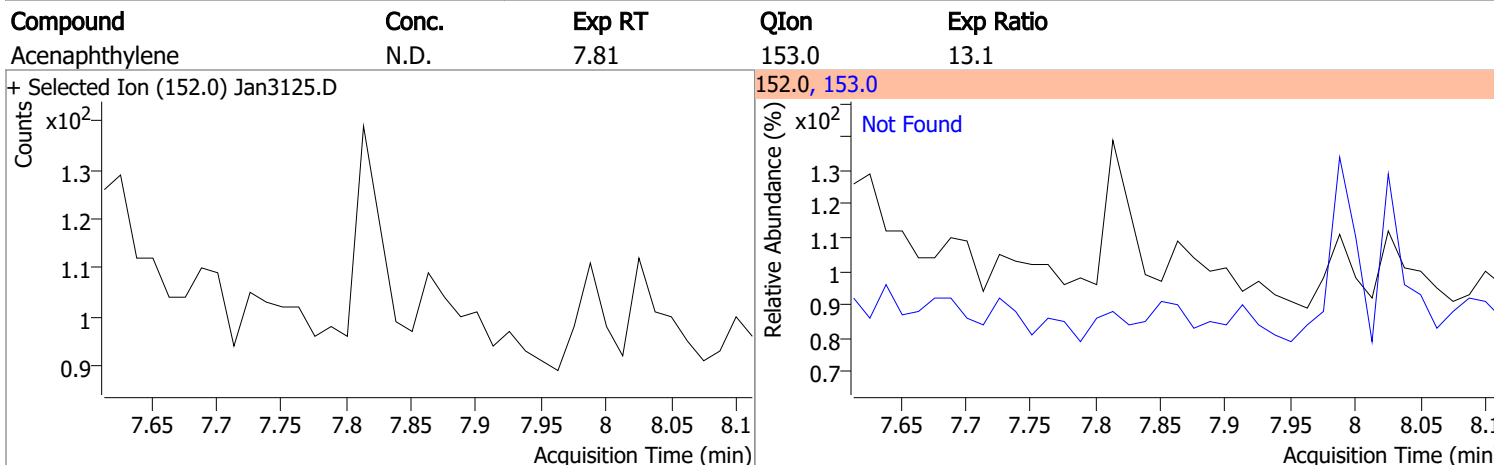 Compound Conc. Exp RT QIon Exp Ratio
Acenaphthylene N.D. 7.81 153.0 13.1
+ Selected Ion (152.0) Jan3125.D
Counts
x10²
1.3
1.2
1.1
1
0.9
7.65 7.7 7.75 7.8 7.85 7.9 7.95 8 8.05 8.1
Acquisition Time (min)
152.0, 153.0
Relative Abundance (%)
x10²
Not Found
1.3
1.2
1.1
1
0.9
0.8
0.7
7.65 7.7 7.75 7.8 7.85 7.9 7.95 8 8.05 8.1
Acquisition Time (min